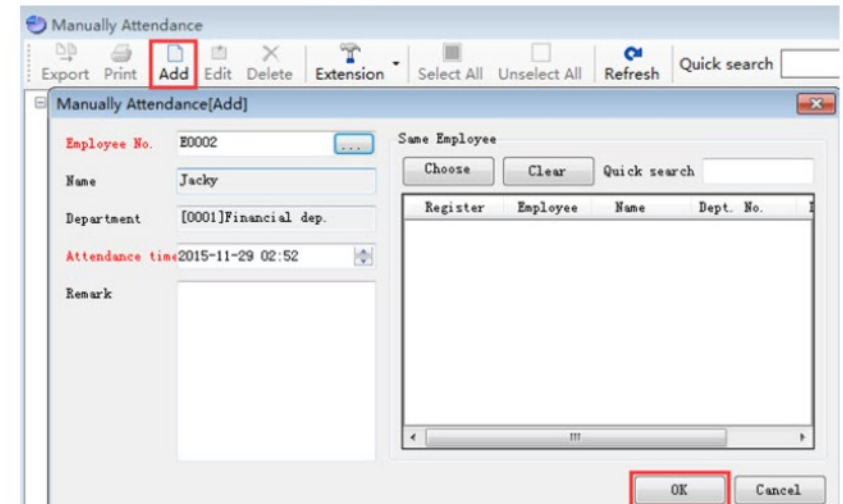 Manually Attendance
Export Print Add Edit Delete Extension Select All Unselect All Refresh Quick search
Manually Attendance[Add]
Employee No. E0002 ...
Name Jacky
Department [0001]Financial dep.
Attendance time 2015-11-29 02:52
Remark
Same Employee
Choose Clear Quick search
Register Employee Name Dept. No.
OK Cancel